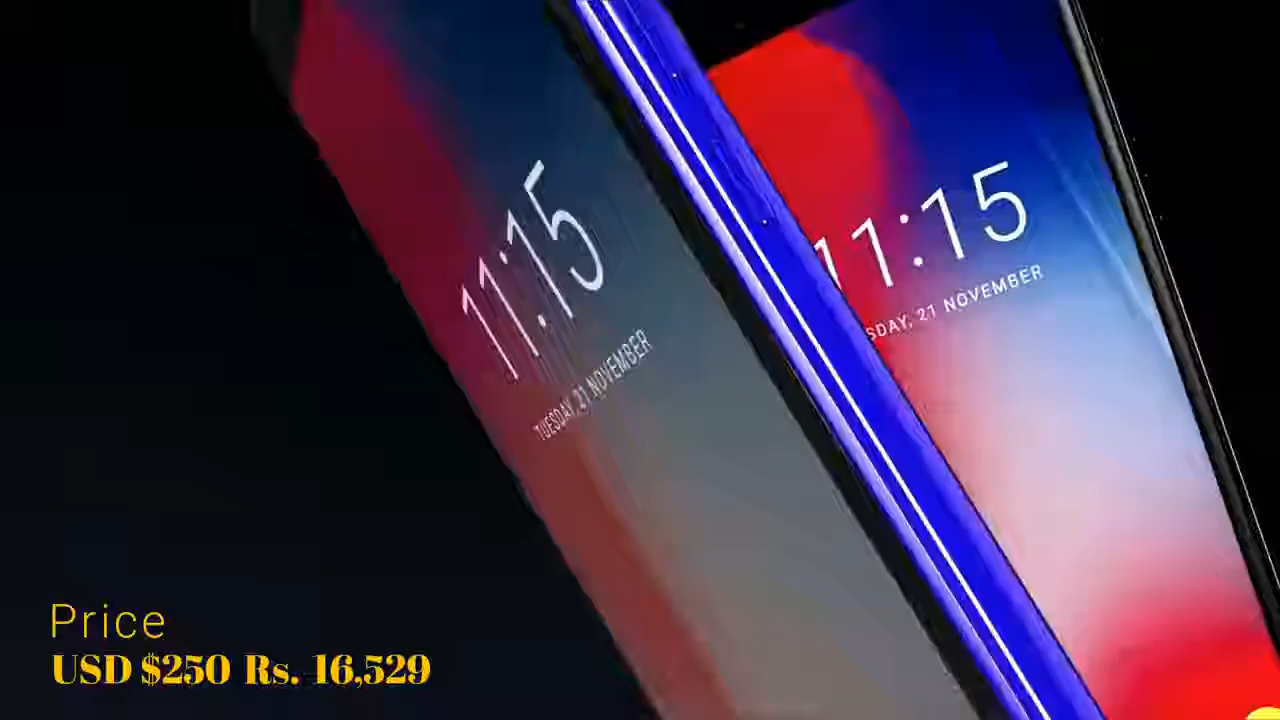 11:15
TUESDAY, 21 NOVEMBER
11:15
SDAY, 21 NOVEMBER
Price
USD $250 Rs. 16,529